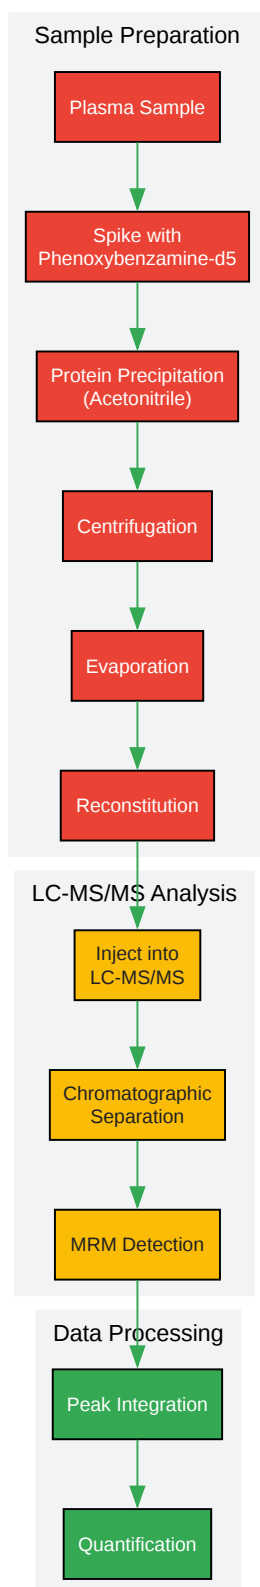 Sample Preparation
Plasma Sample
Spike with
Phenoxybenzamine-d5
Protein Precipitation
(Acetonitrile)
Centrifugation
Evaporation
Reconstitution
LC-MS/MS Analysis
Inject into
LC-MS/MS
Chromatographic
Separation
MRM Detection
Data Processing
Peak Integration
Quantification